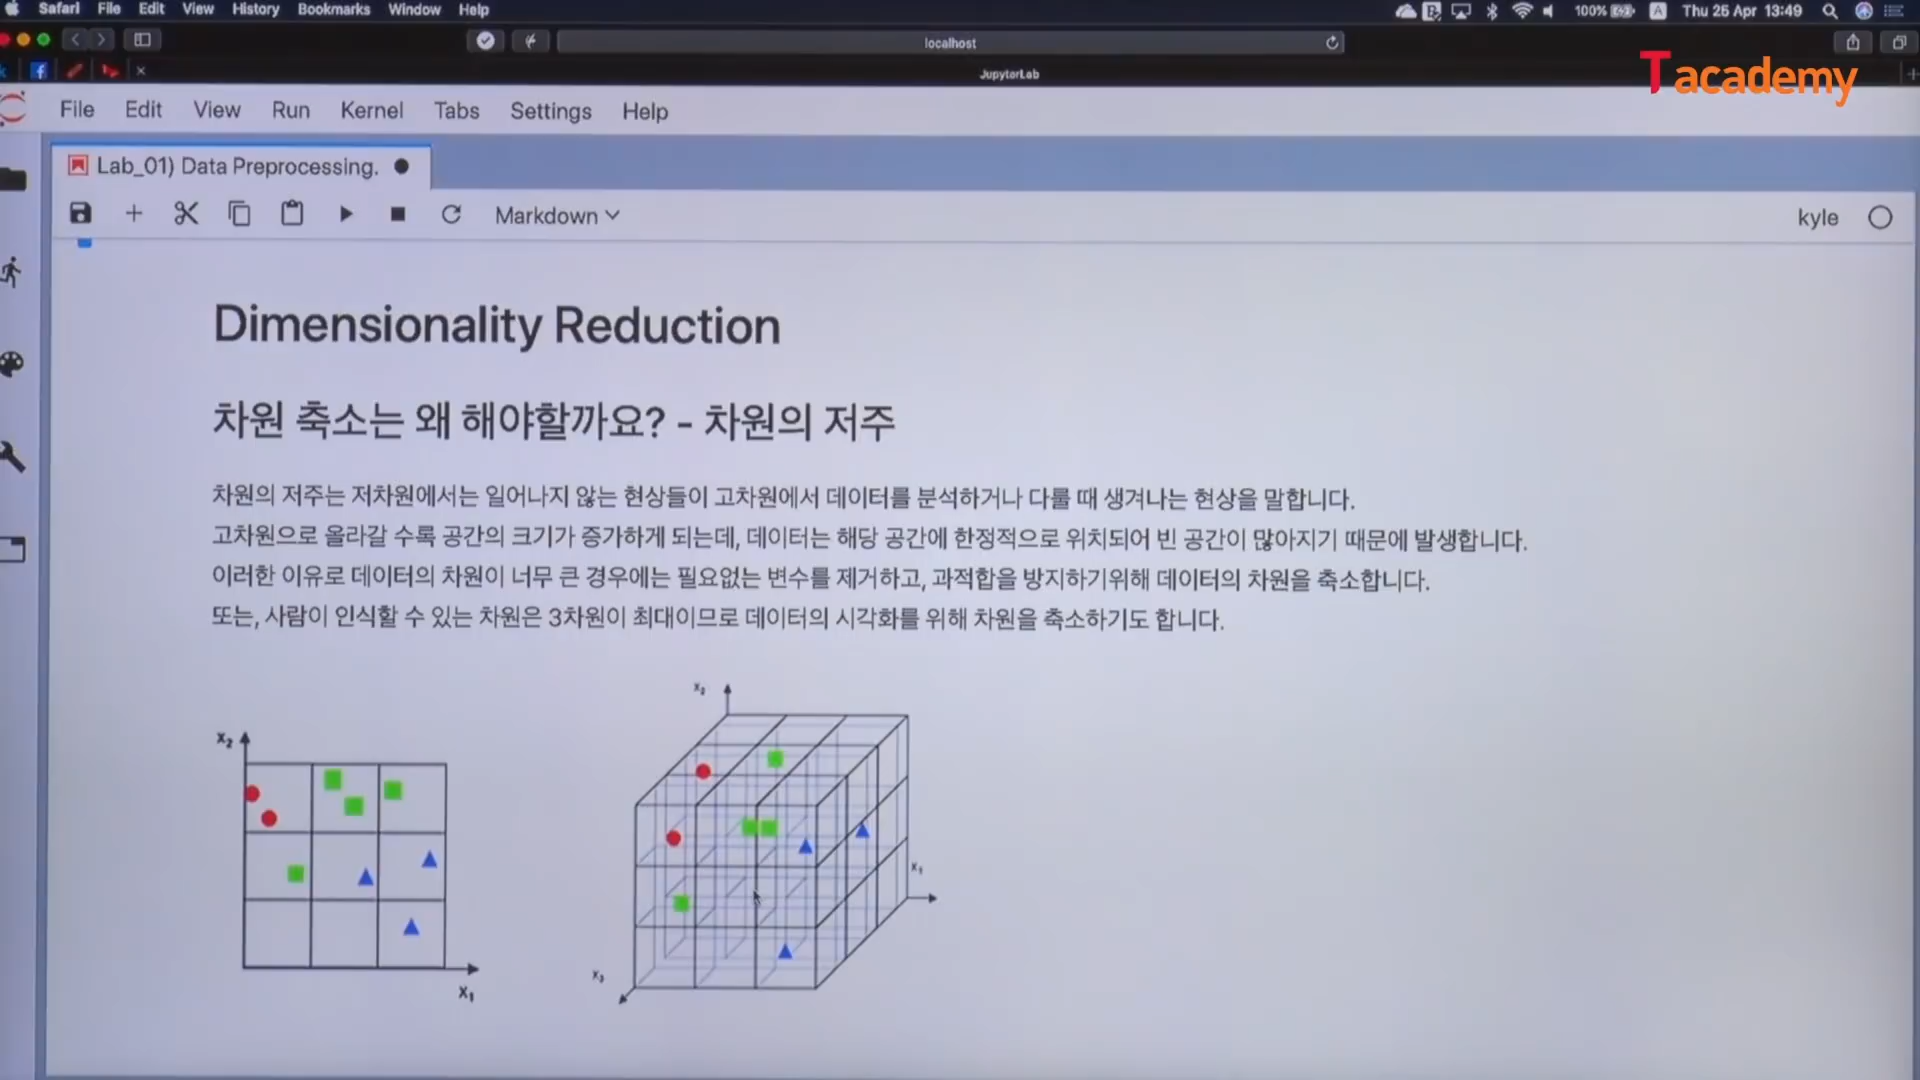 Safari File Edit View History Bookmarks Window Help
100% Thu 25 Apr 13:49
localhost
JupyterLab
T academy
File Edit View Run Kernel Tabs Settings Help
Lab_01) Data Preprocessing.
Markdown
kyle
Dimensionality Reduction
차원 축소는 왜 해야할까요? - 차원의 저주
차원의 저주는 저차원에서는 일어나지 않는 현상들이 고차원에서 데이터를 분석하거나 다룰 때 생겨나는 현상을 말합니다.
고차원으로 올라갈 수록 공간의 크기가 증가하게 되는데, 데이터는 해당 공간에 한정적으로 위치되어 빈 공간이 많아지기 때문에 발생합니다.
이러한 이유로 데이터의 차원이 너무 큰 경우에는 필요없는 변수를 제거하고, 과적합을 방지하기위해 데이터의 차원을 축소합니다.
또는, 사람이 인식할 수 있는 차원은 3차원이 최대이므로 데이터의 시각화를 위해 차원을 축소하기도 합니다.
x₂
x₁
x₂
x₁
x₃